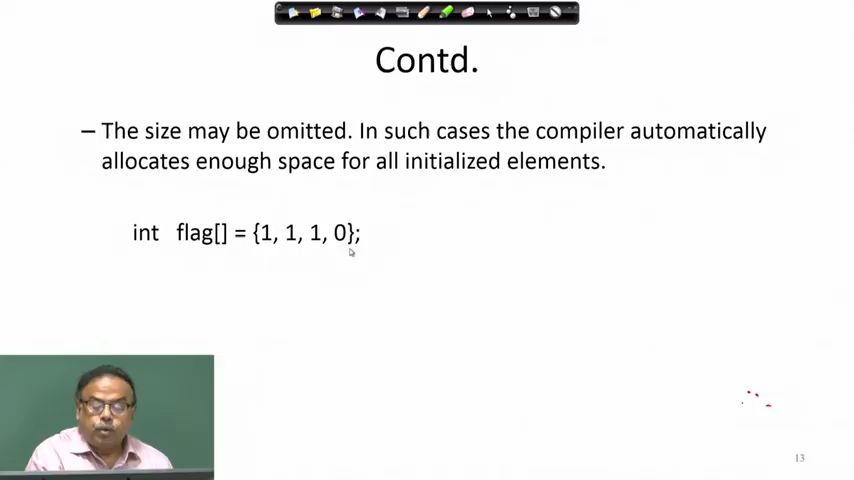 Contd.
– The size may be omitted. In such cases the compiler automatically
allocates enough space for all initialized elements.
int flag[] = {1, 1, 1, 0};
13